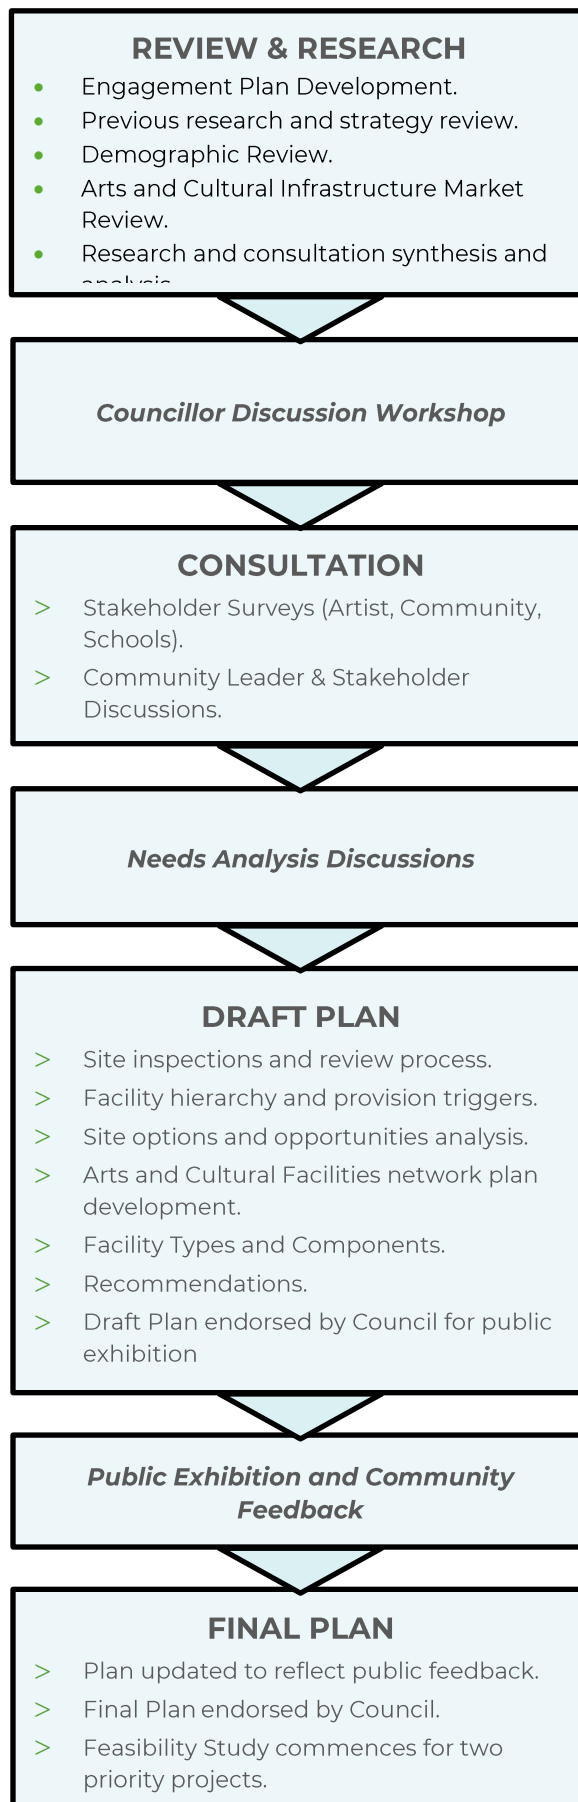 REVIEW & RESEARCH
• Engagement Plan Development.
• Previous research and strategy review.
• Demographic Review.
• Arts and Cultural Infrastructure Market
Review.
• Research and consultation synthesis and
Councillor Discussion Workshop
CONSULTATION
> Stakeholder Surveys (Artist, Community,
Schools).
> Community Leader & Stakeholder
Discussions.
Needs Analysis Discussions
DRAFT PLAN
> Site inspections and review process.
> Facility hierarchy and provision triggers.
> Site options and opportunities analysis.
> Arts and Cultural Facilities network plan
development.
> Facility Types and Components.
> Recommendations.
> Draft Plan endorsed by Council for public
exhibition
Public Exhibition and Community
Feedback
FINAL PLAN
> Plan updated to reflect public feedback.
> Final Plan endorsed by Council.
> Feasibility Study commences for two
priority projects.